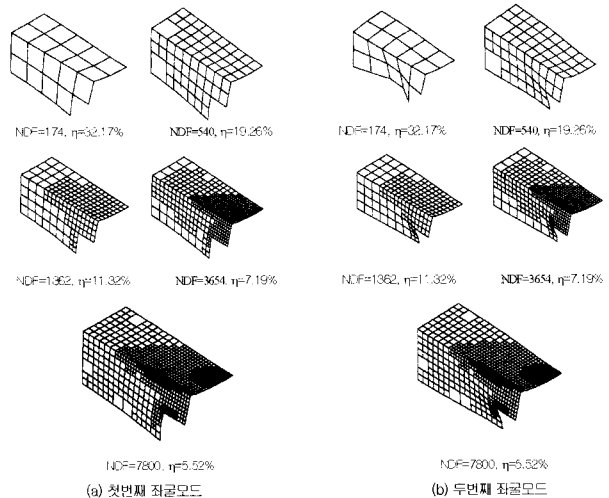 NDF=174, η=32.17%
NDF=540, η=19.26%
NDF=174, η=32.17%
NDF=540, η=19.26%
NDF=1362, η=11.32%
NDF=3654, η=7.19%
NDF=1362, η=11.32%
NDF=3654, η=7.19%
NDF=7800, η=5.52%
NDF=7800, η=5.52%
(a) 첫번째 좌굴모드
(b) 두번째 좌굴모드